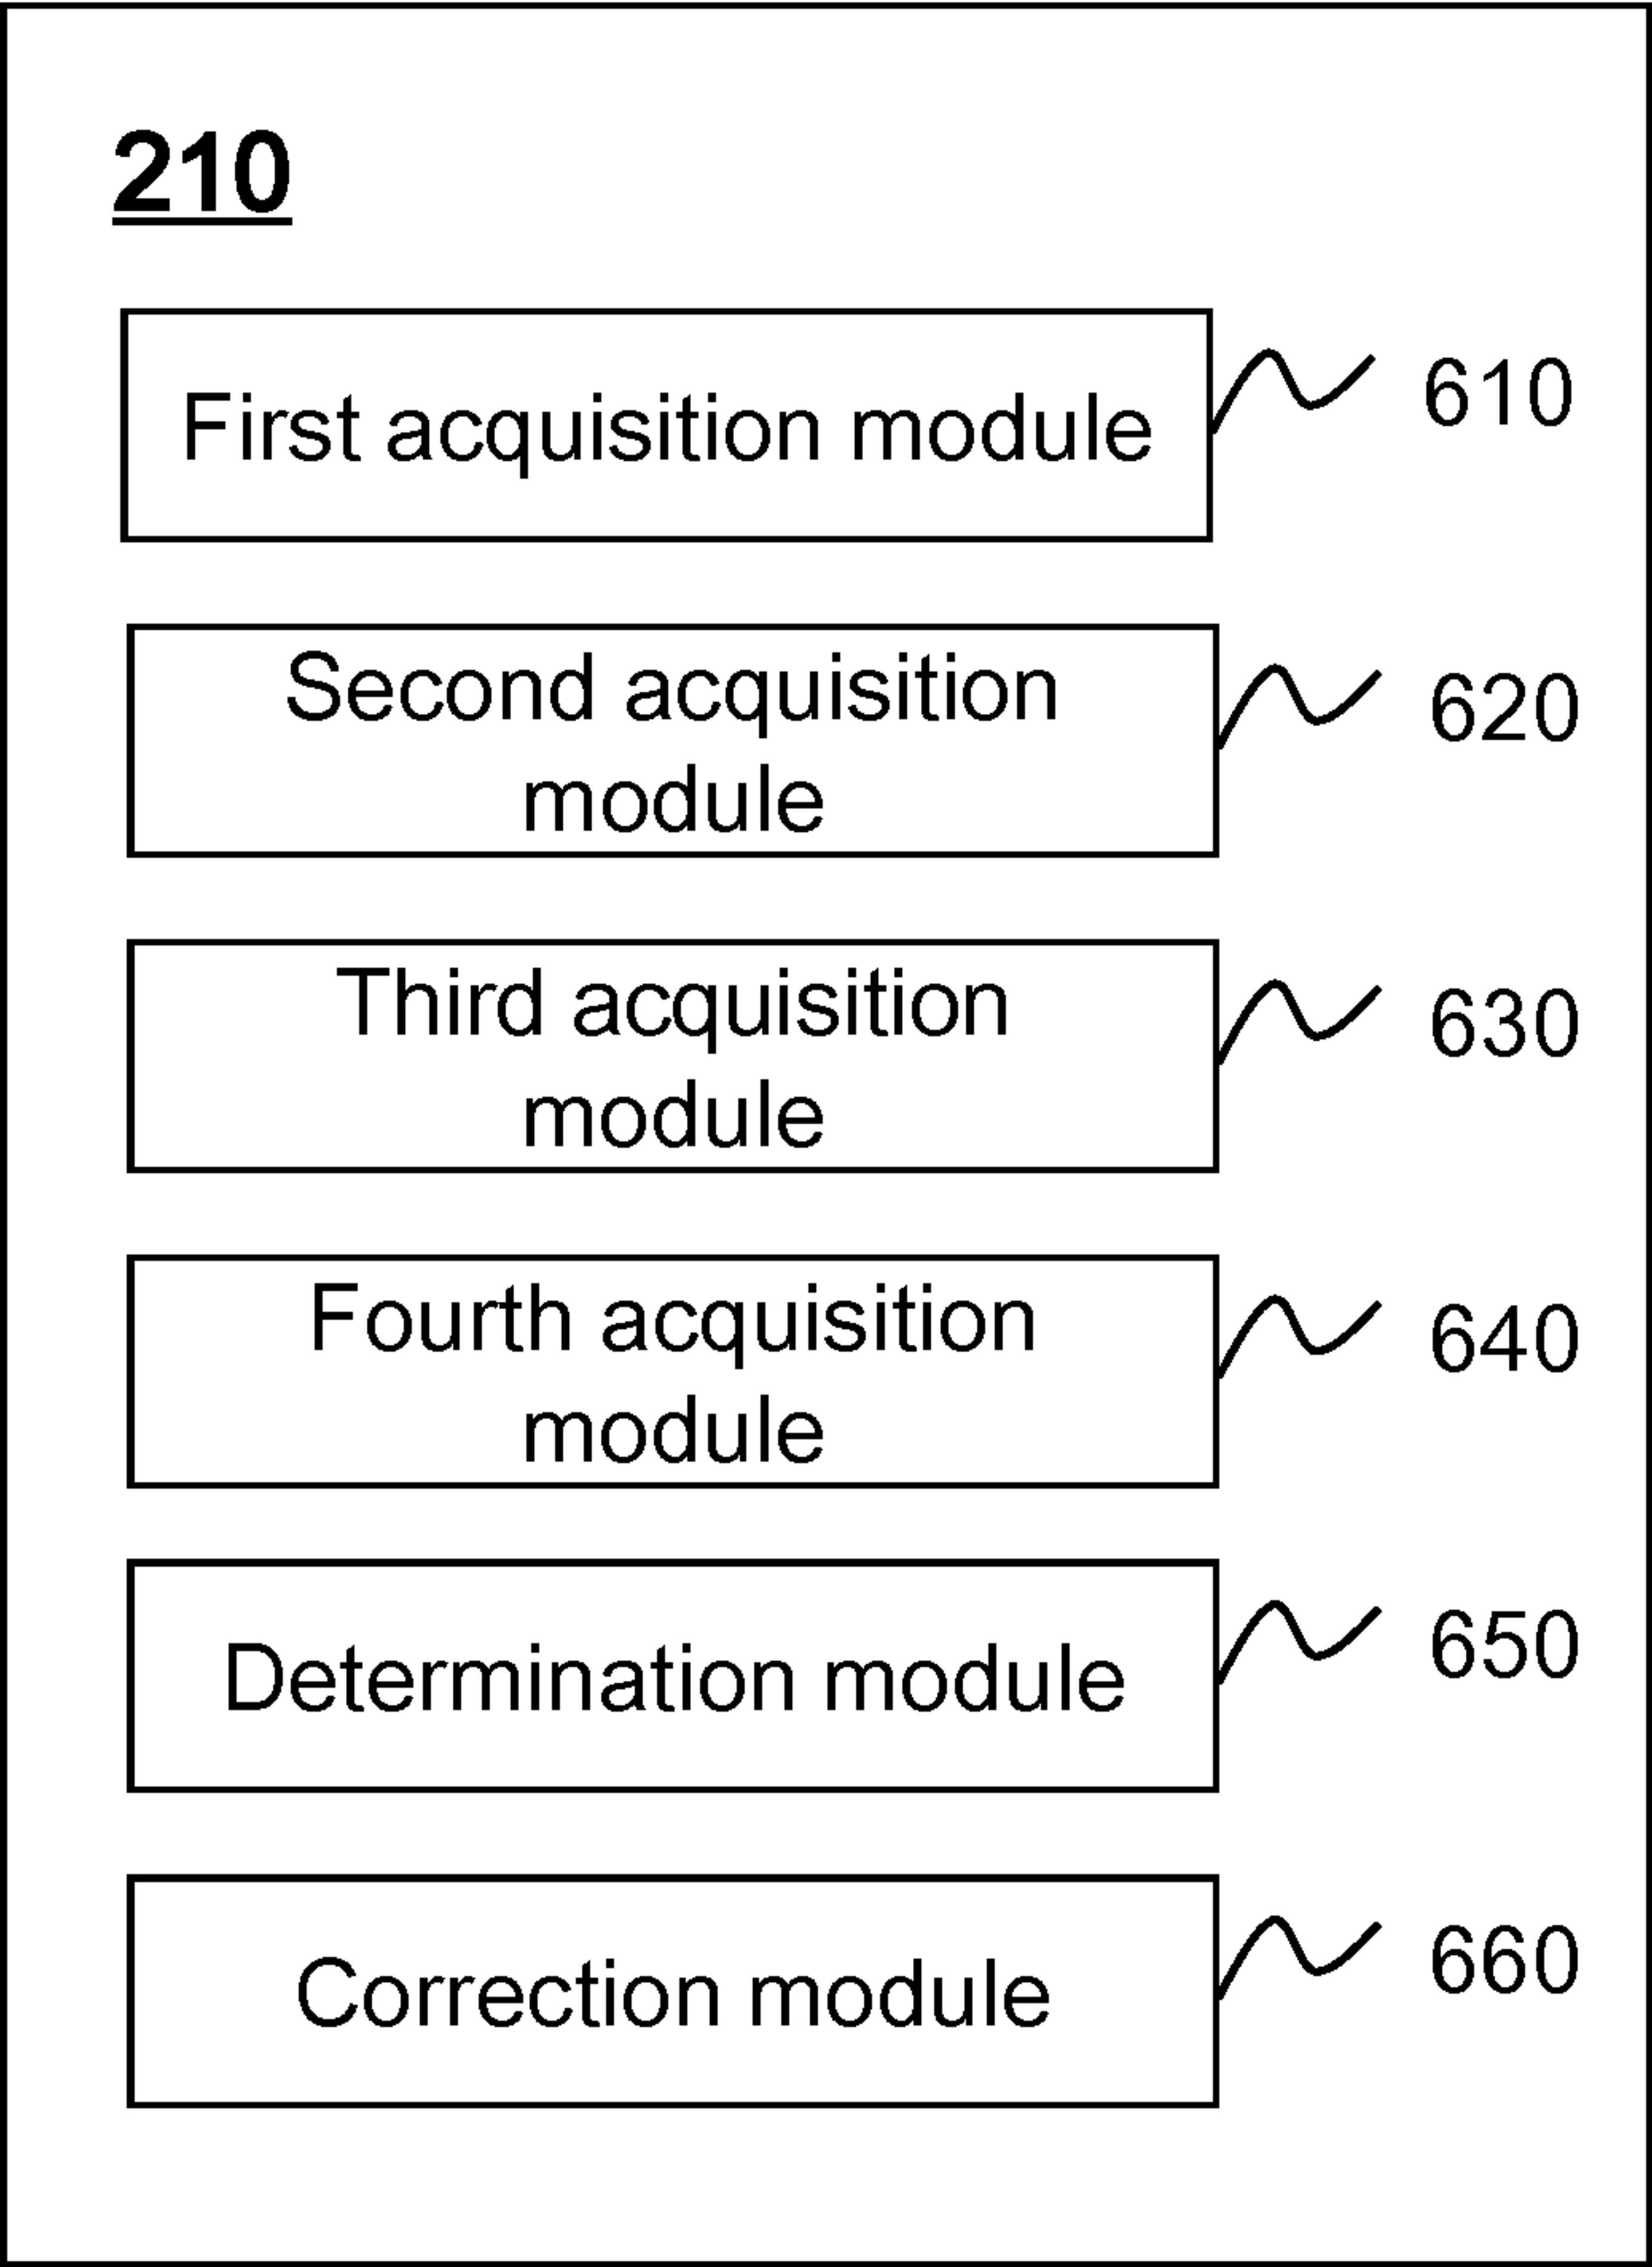 210
First acquisition module
610
Second acquisition
module
620
Third acquisition
module
630
Fourth acquisition
module
640
Determination module
650
Correction module
660